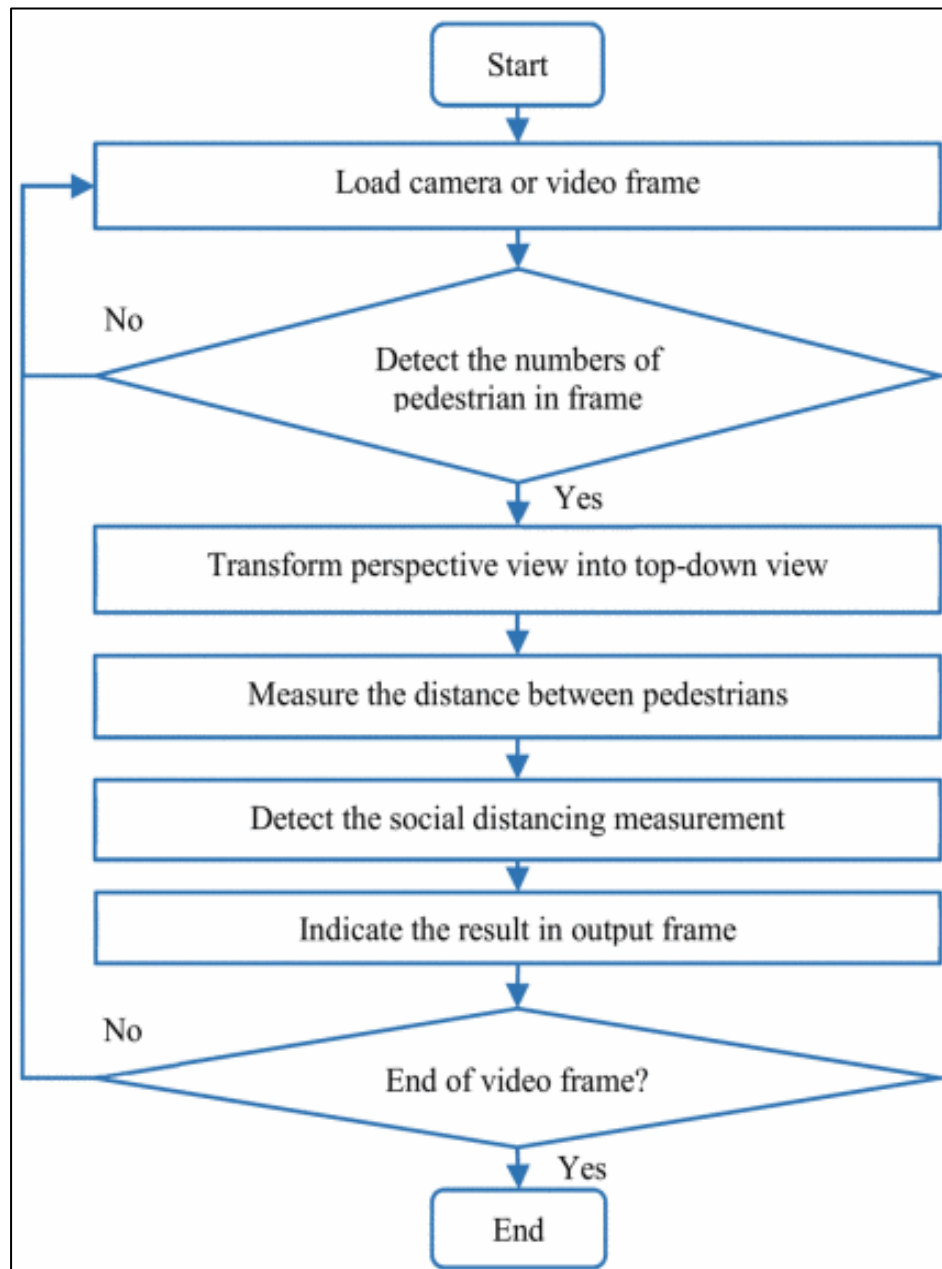 Start
Load camera or video frame
No
Detect the numbers of
pedestrian in frame
Yes
Transform perspective view into top-down view
Measure the distance between pedestrians
Detect the social distancing measurement
Indicate the result in output frame
No
End of video frame?
Yes
End